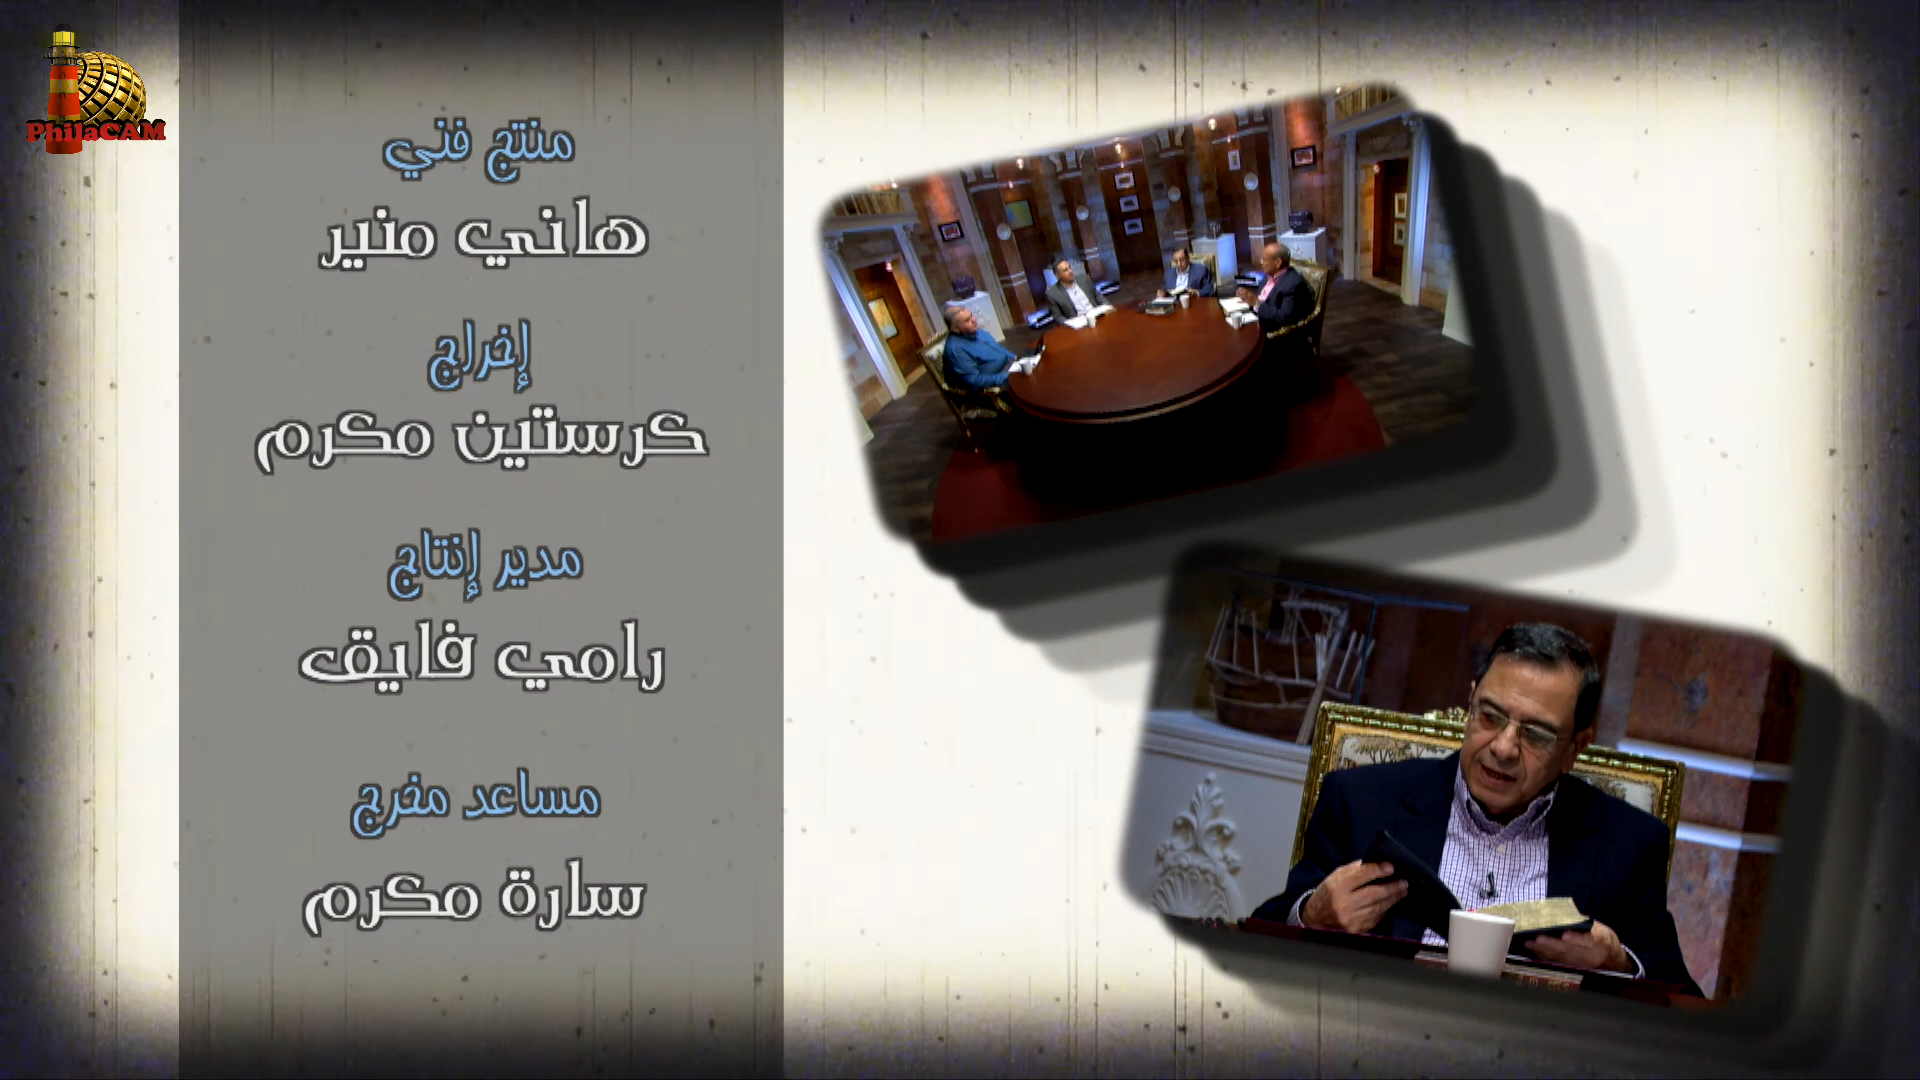 PhilaCAM
منتج فني
هاني منير
إخراج
كرستين مكرم
مدير إنتاج
رامي فايق
مساعد مخرج
سارة مكرم